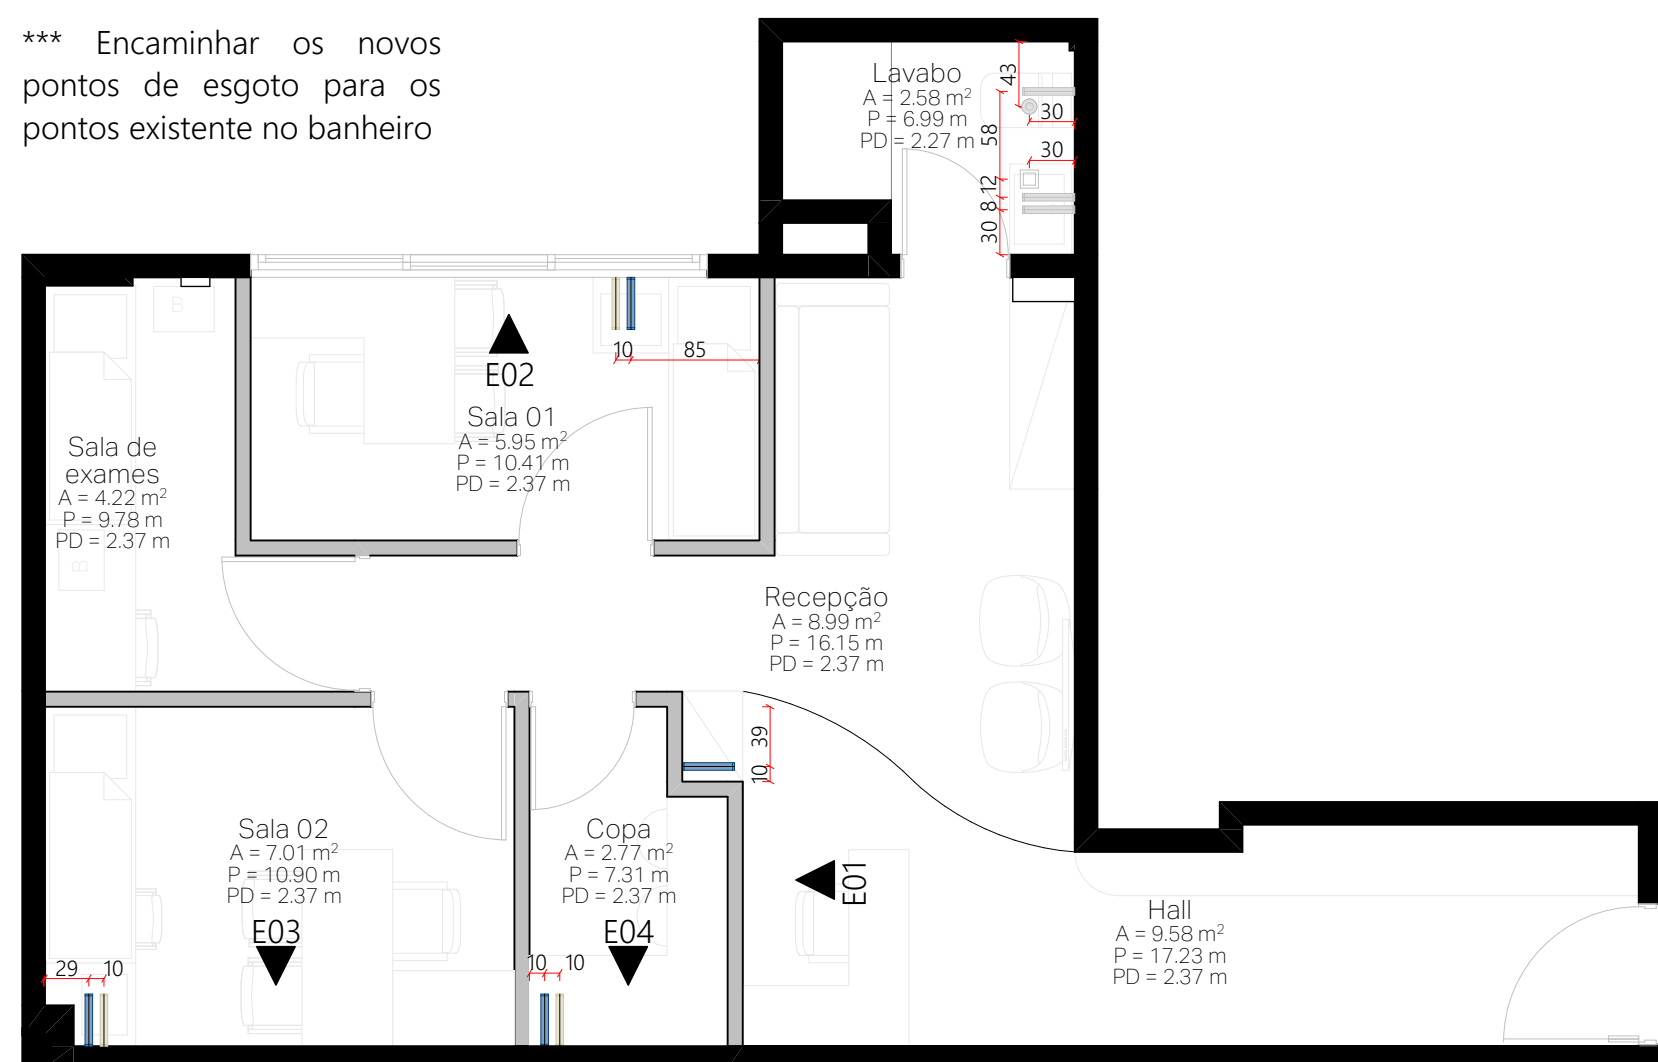 *** Encaminhar os novos
pontos de esgoto para os
pontos existente no banheiro
Lavabo
A = 2.58 m²
P = 6.99 m
PD = 2.27 m
43
30
58
30
12
8
30
10
85
E02
Sala 01
A = 5.95 m²
P = 10.41 m
PD = 2.37 m
B
Sala de
exames
A = 4.22 m²
P = 9.78 m
PD = 2.37 m
B
Recepção
A = 8.99 m²
P = 16.15 m
PD = 2.37 m
39
10
Sala 02
A = 7.01 m²
P = 10.90 m
PD = 2.37 m
E03
29
10
Copa
A = 2.77 m²
P = 7.31 m
PD = 2.37 m
E04
10
10
E01
Hall
A = 9.58 m²
P = 17.23 m
PD = 2.37 m